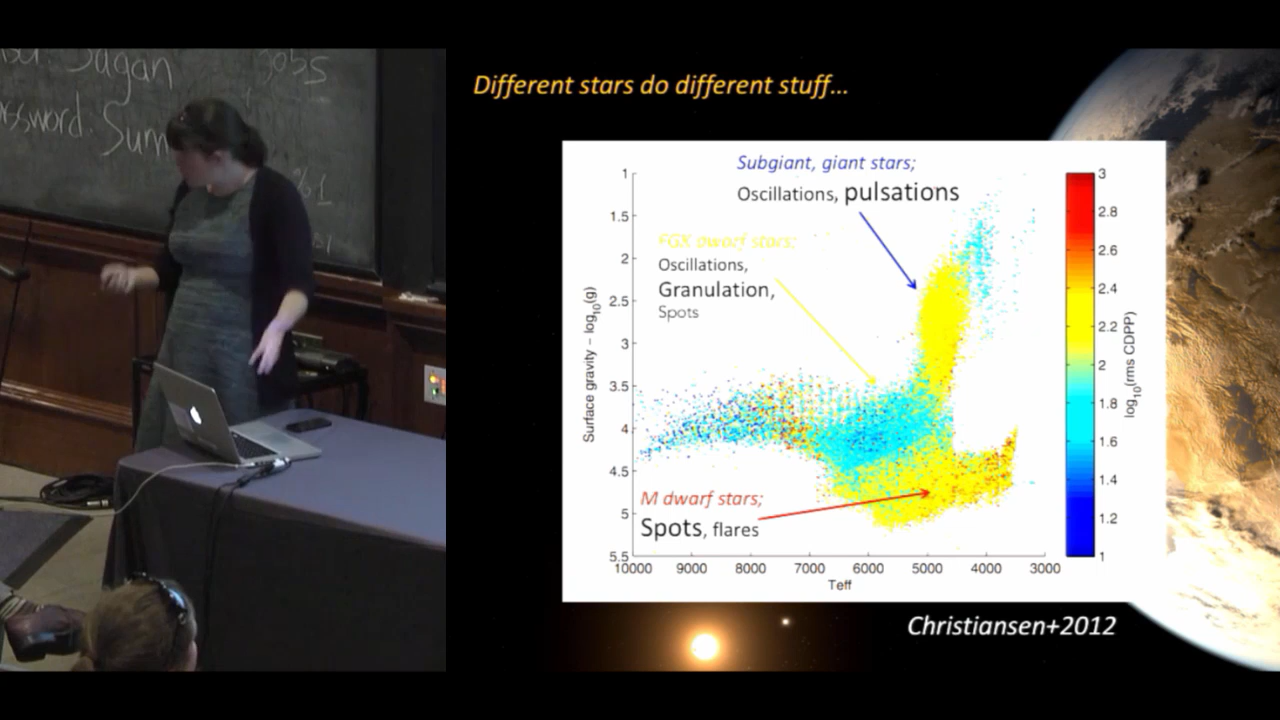 Sagan
Sum
Different stars do different stuff...
Subgiant, giant stars;
Oscillations, pulsations
FGK dwarf stars;
Oscillations,
Granulation,
Spots
M dwarf stars;
Spots, flares
Surface gravity – log10(g)
1
1.5
2
2.5
3
3.5
4
4.5
5
5.5
10000 9000 8000 7000 6000 5000 4000 3000
Teff
3
2.8
2.6
2.4
2.2
2
1.8
1.6
1.4
1.2
1
log10(rms CDPP)
Christiansen+2012